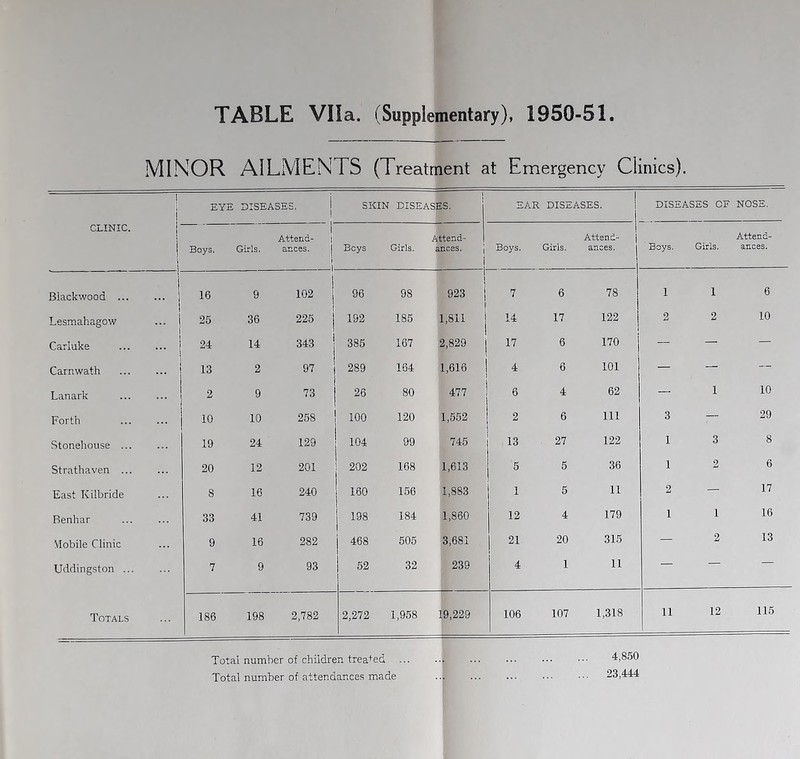 TABLE VIIa. (Supplementary), 1950-51.
MINOR AILMENTS (Treatment at Emergency Clinics).
CLINIC. EYE DISEASES. SKIN DISEASES. EAR DISEASES. DISEASES OF NOSE.
Boys. Girls. Attend-ances. Boys Girls. Attend-ances. Boys. Girls. Attend-ances. Boys. Girls. Attend-ances.
Blackwood ... ... 16 9 102 96 98 923 7 6 78 1 1 6
Lesmahagow ... 25 36 225 192 185 1,811 14 17 122 2 2 10
Carluke ... ... 24 14 343 385 167 2,829 17 6 170 — — —
Carnwath ... ... 13 2 97 289 164 1,616 4 6 101 — — —
Lanark ... ... 2 9 73 26 80 477 6 4 62 — 1 10
Forth ... ... 10 10 258 100 120 1,552 2 6 111 3 — 29
Stonehouse ... ... 19 24 129 104 99 745 13 27 122 1 3 8
Strathaven ... ... 20 12 201 202 168 1,613 5 5 36 1 2 6
East Kilbride ... 8 16 240 160 156 1,883 1 5 11 2 — 17
Benhar ... ... 33 41 739 198 184 1,860 12 4 179 1 1 16
Mobile Clinic ... 9 16 282 468 505 3,681 21 20 315 — 2 13
Uddingston ... ... 7 9 93 52 32 239 4 1 11 — — —
TOTALS ... 186 198 2,782 2,272 1,958 19,229 106 107 1,318 11 12 115
Total number of children treated ... ... ... ... ... ... 4,850
Total number of attendances made ... ... ... ... ... 23,444